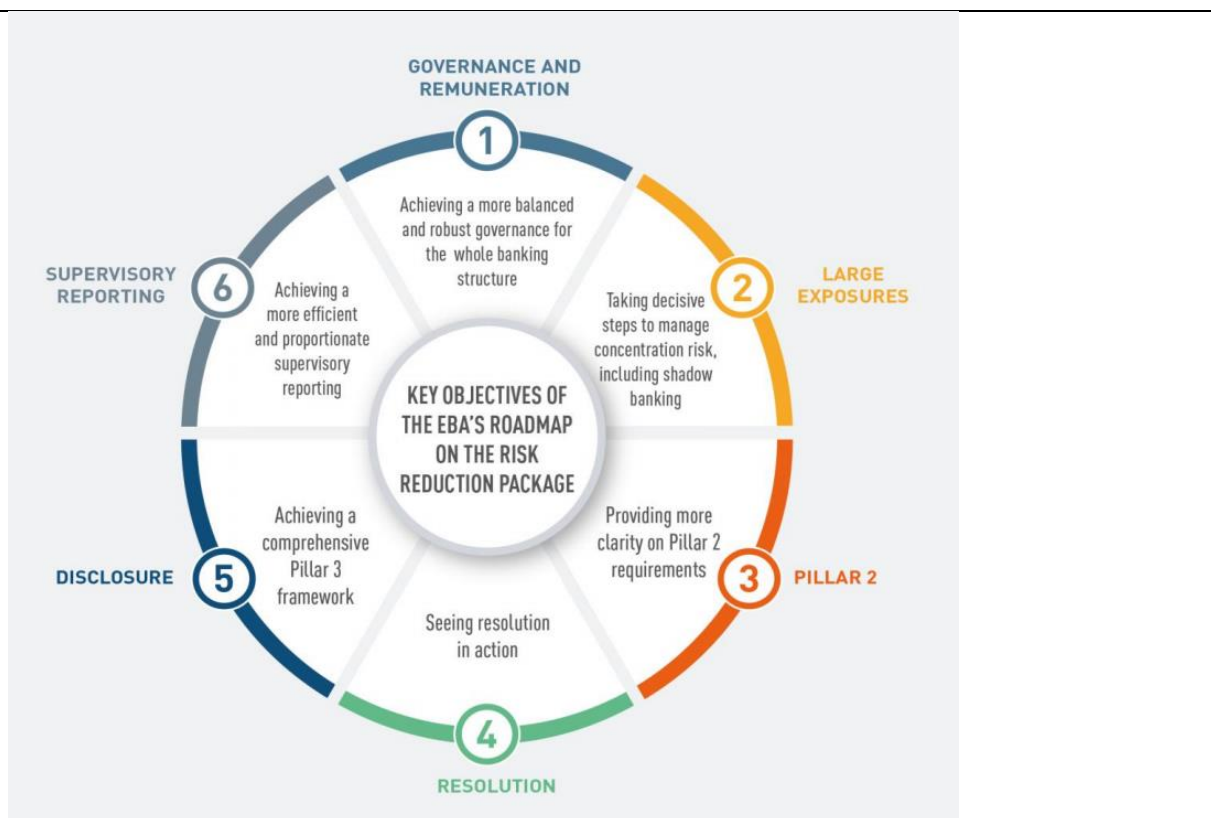 GOVERNANCE AND
REMUNERATION
1
Achieving a more balanced
and robust governance for
the whole banking
structure
LARGE
EXPOSURES
2
Taking decisive
steps to manage
concentration risk,
including shadow
banking
3
PILLAR 2
Providing more
clarity on Pillar 2
requirements
4
RESOLUTION
Seeing resolution
in action
DISCLOSURE
5
Achieving a
comprehensive
Pillar 3
framework
SUPERVISORY
REPORTING
6
Achieving a
more efficient
and proportionate
supervisory
reporting
KEY OBJECTIVES OF
THE EBA'S ROADMAP
ON THE RISK
REDUCTION PACKAGE